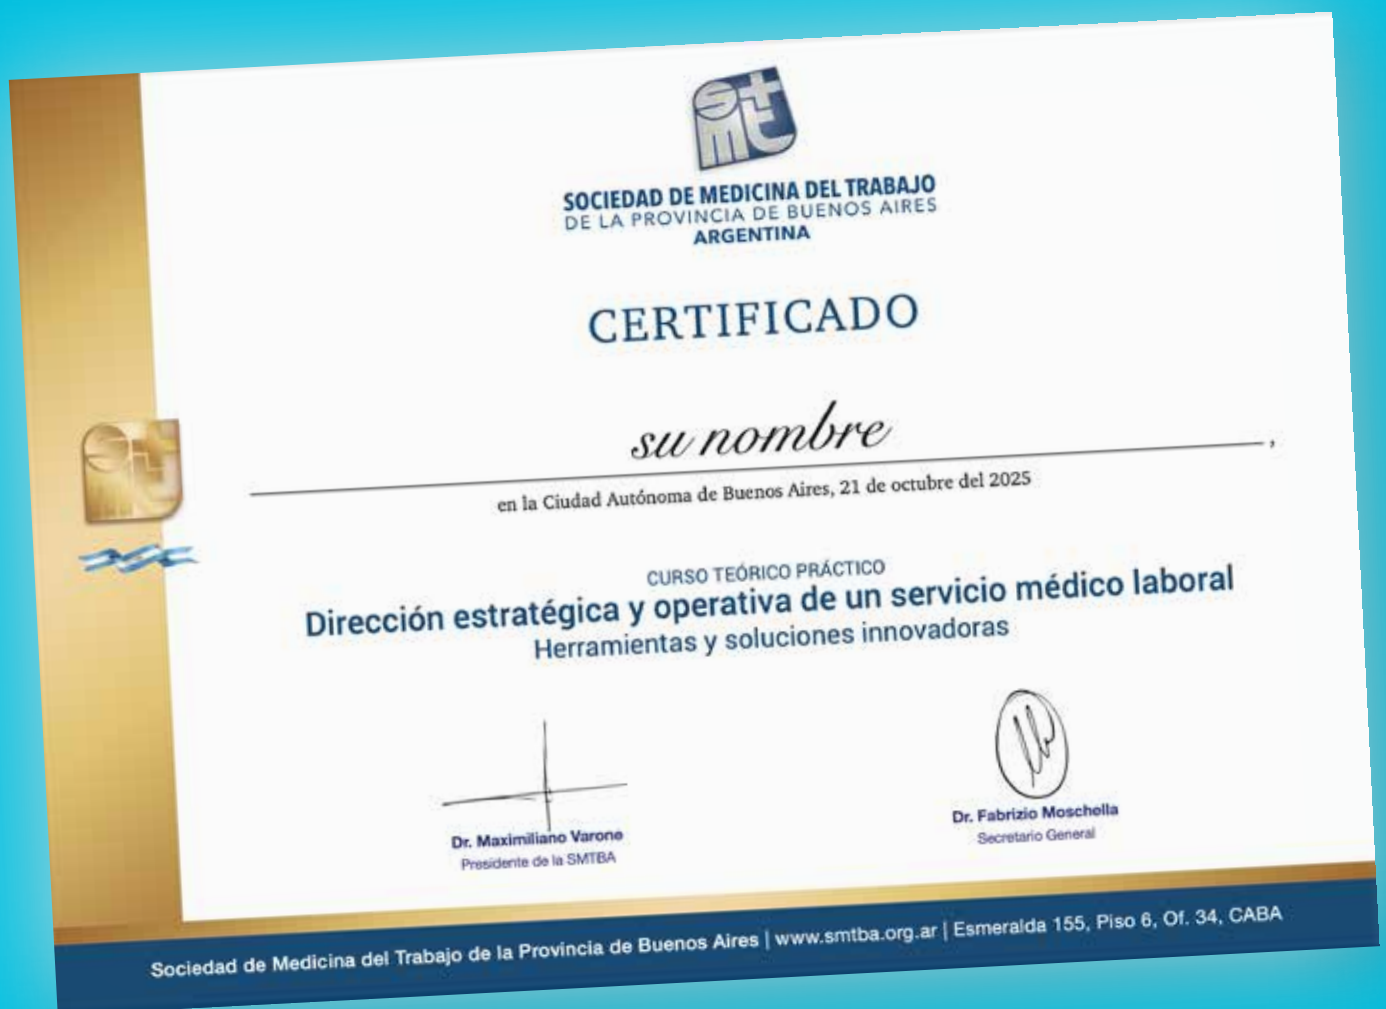 s+mt
SOCIEDAD DE MEDICINA DEL TRABAJO
DE LA PROVINCIA DE BUENOS AIRES
ARGENTINA
CERTIFICADO
su nombre
,
en la Ciudad Autónoma de Buenos Aires, 21 de octubre del 2025
s+mt
CURSO TEÓRICO PRÁCTICO
Dirección estratégica y operativa de un servicio médico laboral
Herramientas y soluciones innovadoras
Dr. Maximiliano Varone
Presidente de la SMTBA
Dr. Fabrizio Moschella
Secretario General
Sociedad de Medicina del Trabajo de la Provincia de Buenos Aires | www.smtba.org.ar | Esmeralda 155, Piso 6, Of. 34, CABA